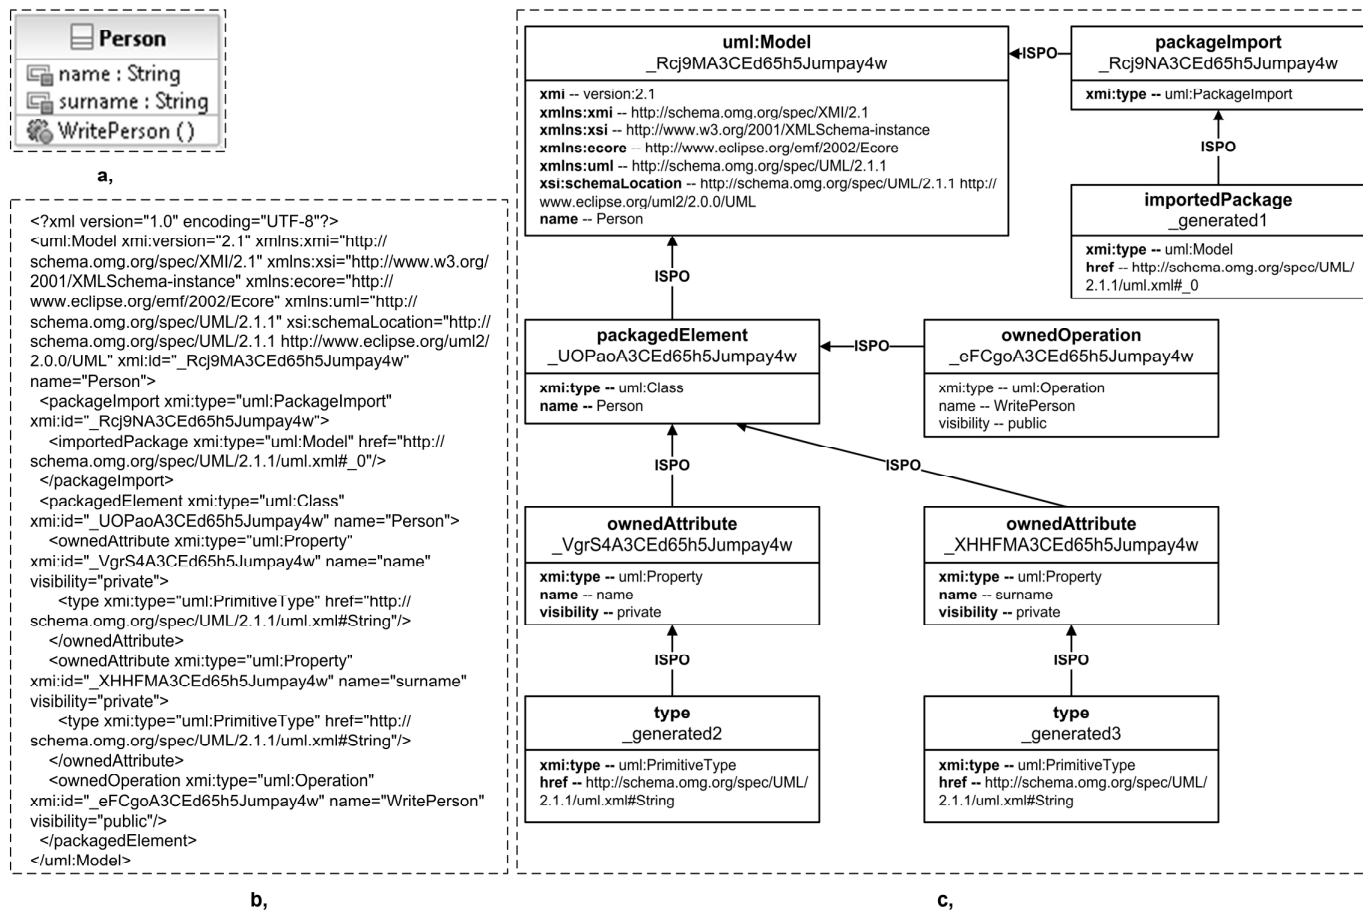 Person
name : String
surname : String
WritePerson ()
a,
<?xml version="1.0" encoding="UTF-8"?>
<uml:Model xmi:version="2.1" xmlns:xmi="http://
schema.omg.org/spec/XMI/2.1" xmlns:xsi="http://www.w3.org/
2001/XMLSchema-instance" xmlns:ecore="http://
www.eclipse.org/emf/2002/Ecore" xmlns:uml="http://
schema.omg.org/spec/UML/2.1.1" xsi:schemaLocation="http://
schema.omg.org/spec/UML/2.1.1 http://www.eclipse.org/uml2/
2.0.0/UML" xmi:id="_Rcj9MA3CEd65h5Jumpay4w"
name="Person">
<packageImport xmi:type="uml:PackageImport"
xmi:id="_Rcj9NA3CEd65h5Jumpay4w">
<importedPackage xmi:type="uml:Model" href="http://
schema.omg.org/spec/UML/2.1.1/uml.xml#_0"/>
</packageImport>
<packagedElement xmi:type="uml:Class"
xmi:id="_UOPaoA3CEd65h5Jumpay4w" name="Person">
<ownedAttribute xmi:type="uml:Property"
xmi:id="_VgrS4A3CEd65h5Jumpay4w" name="name"
visibility="private">
<type xmi:type="uml:PrimitiveType" href="http://
schema.omg.org/spec/UML/2.1.1/uml.xml#String"/>
</ownedAttribute>
<ownedAttribute xmi:type="uml:Property"
xmi:id="_XHHFMA3CEd65h5Jumpay4w" name="surname"
visibility="private">
<type xmi:type="uml:PrimitiveType" href="http://
schema.omg.org/spec/UML/2.1.1/uml.xml#String"/>
</ownedAttribute>
<ownedOperation xmi:type="uml:Operation"
xmi:id="_eFCgoA3CEd65h5Jumpay4w" name="WritePerson"
visibility="public"/>
</packagedElement>
</uml:Model>
b,
uml:Model
_Rcj9MA3CEd65h5Jumpay4w
xmi -- version:2.1
xmlns:xmi -- http://schema.omg.org/spec/XMI/2.1
xmlns:xsi -- http://www.w3.org/2001/XMLSchema-instance
xmlns:ecore -- http://www.eclipse.org/emf/2002/Ecore
xmlns:uml -- http://schema.omg.org/spec/UML/2.1.1
xsi:schemaLocation -- http://schema.omg.org/spec/UML/2.1.1 http://
www.eclipse.org/uml2/2.0.0/UML
name -- Person
ISPO
packageImport
_Rcj9NA3CEd65h5Jumpay4w
xmi:type -- uml:PackageImport
ISPO
importedPackage
_generated1
xmi:type -- uml:Model
href -- http://schema.omg.org/spec/UML/
2.1.1/uml.xml#_0
ISPO
packagedElement
_UOPaoA3CEd65h5Jumpay4w
xmi:type -- uml:Class
name -- Person
ISPO
ownedOperation
_eFCgoA3CEd65h5Jumpay4w
xmi:type -- uml:Operation
name -- WritePerson
visibility -- public
ISPO
ISPO
ownedAttribute
_VgrS4A3CEd65h5Jumpay4w
xmi:type -- uml:Property
name -- name
visibility -- private
ownedAttribute
_XHHFMA3CEd65h5Jumpay4w
xmi:type -- uml:Property
name -- surname
visibility -- private
ISPO
ISPO
type
_generated2
xmi:type -- uml:PrimitiveType
href -- http://schema.omg.org/spec/UML/
2.1.1/uml.xml#String
type
_generated3
xmi:type -- uml:PrimitiveType
href -- http://schema.omg.org/spec/UML/
2.1.1/uml.xml#String
c,